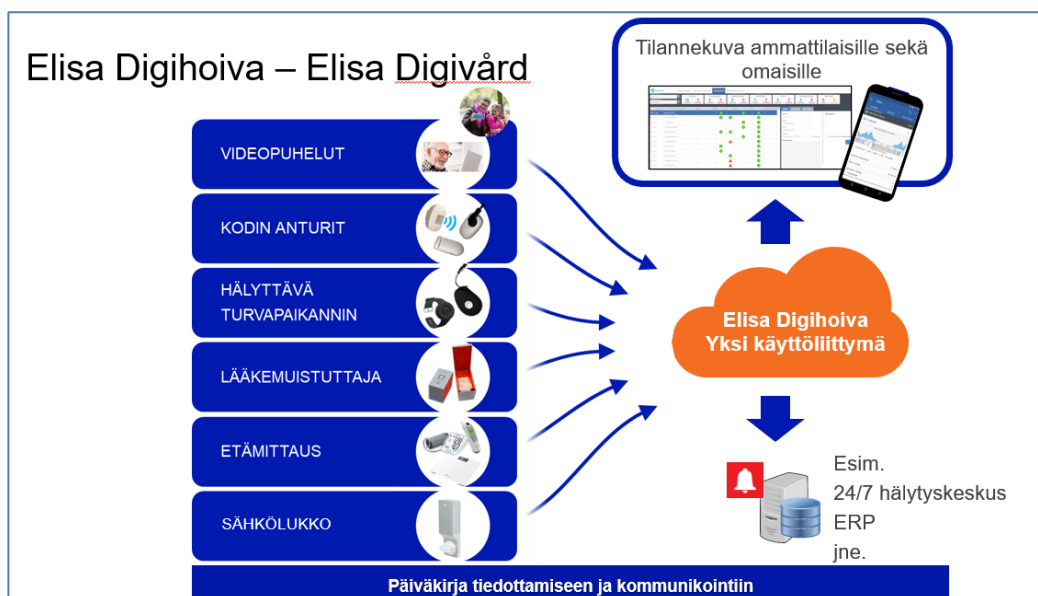 Elisa Digihoiva – Elisa Digivård
Tilannekuva ammattilaisille sekä
omaisille
VIDEOPUHELUT
KODIN ANTURIT
HÄLYTTÄVÄ
TURVAPAIKANNIN
LÄÄKEMUISTUTTAJA
ETÄMITTAUS
SÄHKÖLUKKO
Elisa Digihoiva
Yksi käyttöliittymä
Esim.
24/7 hälytyskeskus
ERP
jne.
Päiväkirja tiedottamiseen ja kommunikointiin